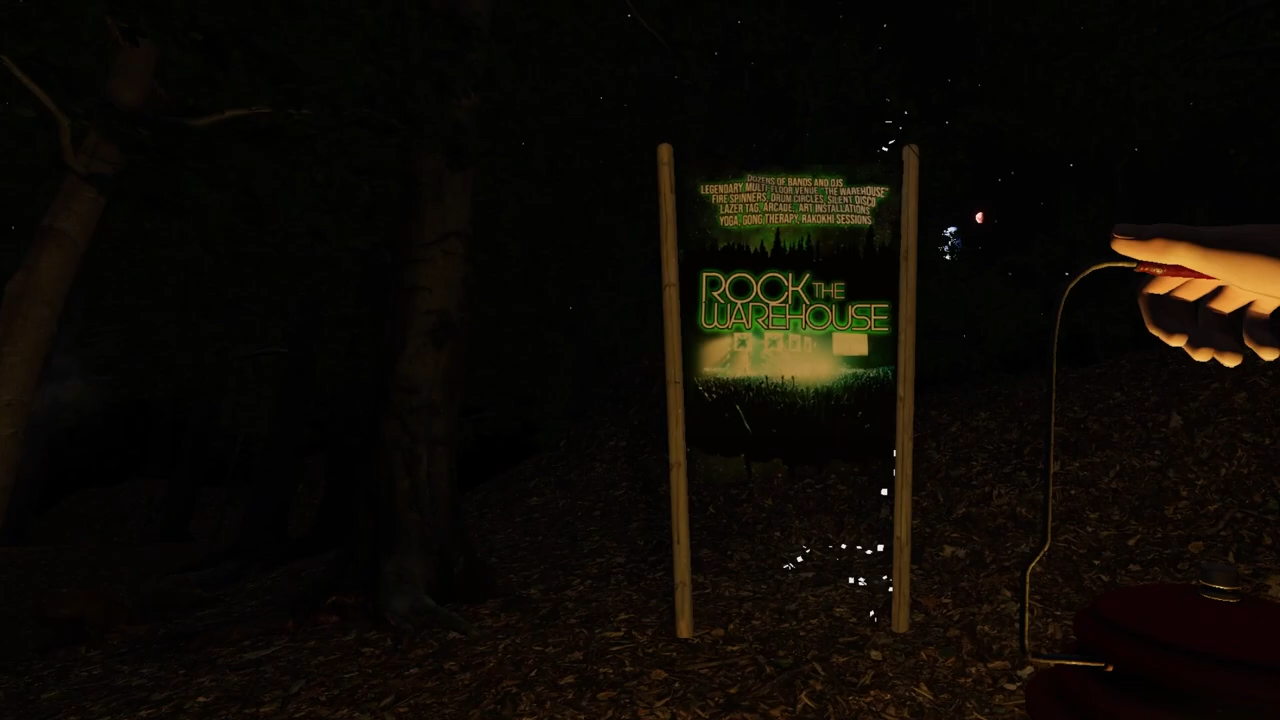 DOZENS OF BANDS AND DJS
LEGENDARY MULTI FLOOR VENUE "THE WAREHOUSE"
FIRE SPINNERS, DRUM CIRCLES, SILENT DISCO
LAZER TAG, ARCADE, ART INSTALLATIONS
YOGA, GONG THERAPY, RAKOKHI SESSIONS
ROCK THE
WAREHOUSE